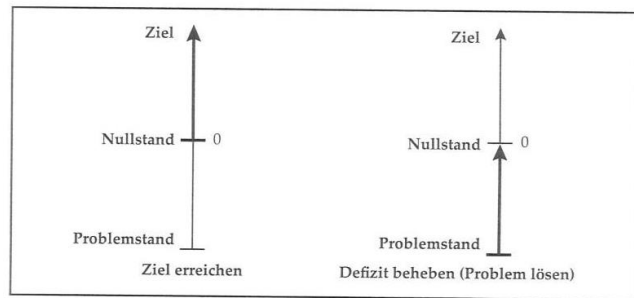 Ziel
Nullstand 0
Problemstand
Ziel erreichen
Ziel
Nullstand 0
Problemstand
Defizit beheben (Problem lösen)